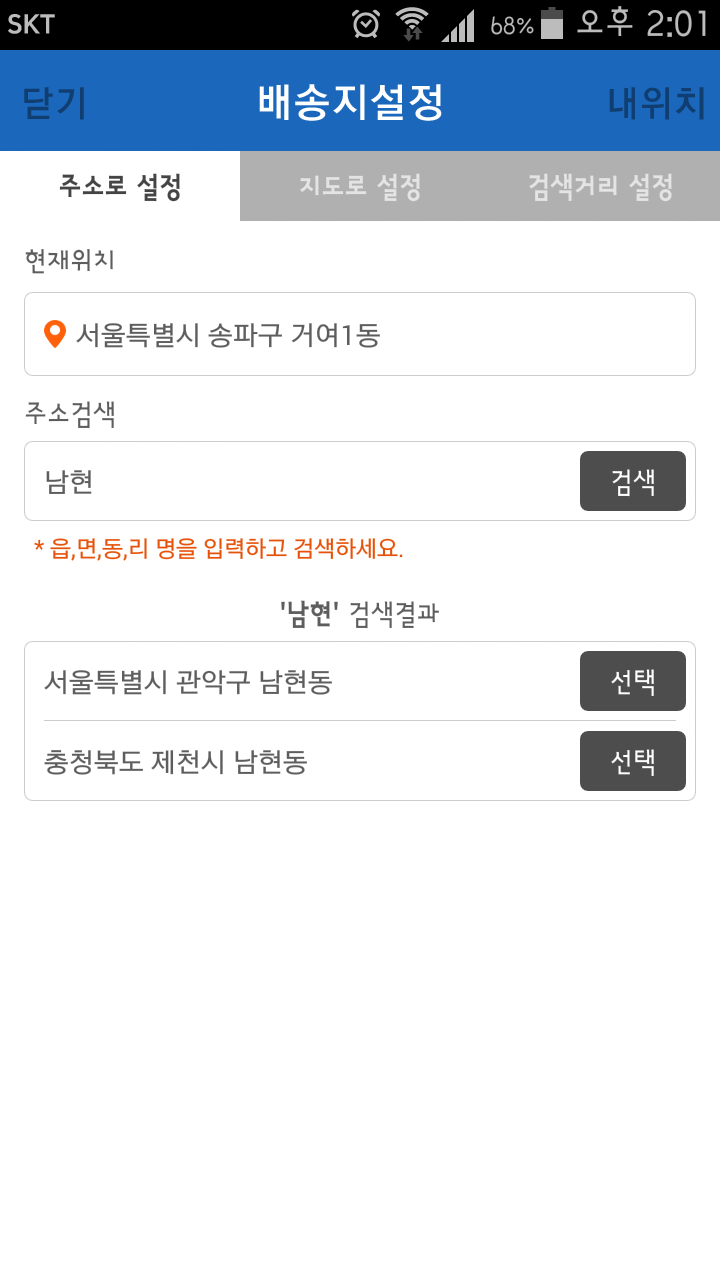 SKT 68% 오후 2:01
닫기 배송지설정 내위치
주소로 설정 지도로 설정 검색거리 설정
현재위치
서울특별시 송파구 거여1동
주소검색
남현 검색
* 읍,면,동,리 명을 입력하고 검색하세요.
'남현' 검색결과
서울특별시 관악구 남현동 선택
충청북도 제천시 남현동 선택